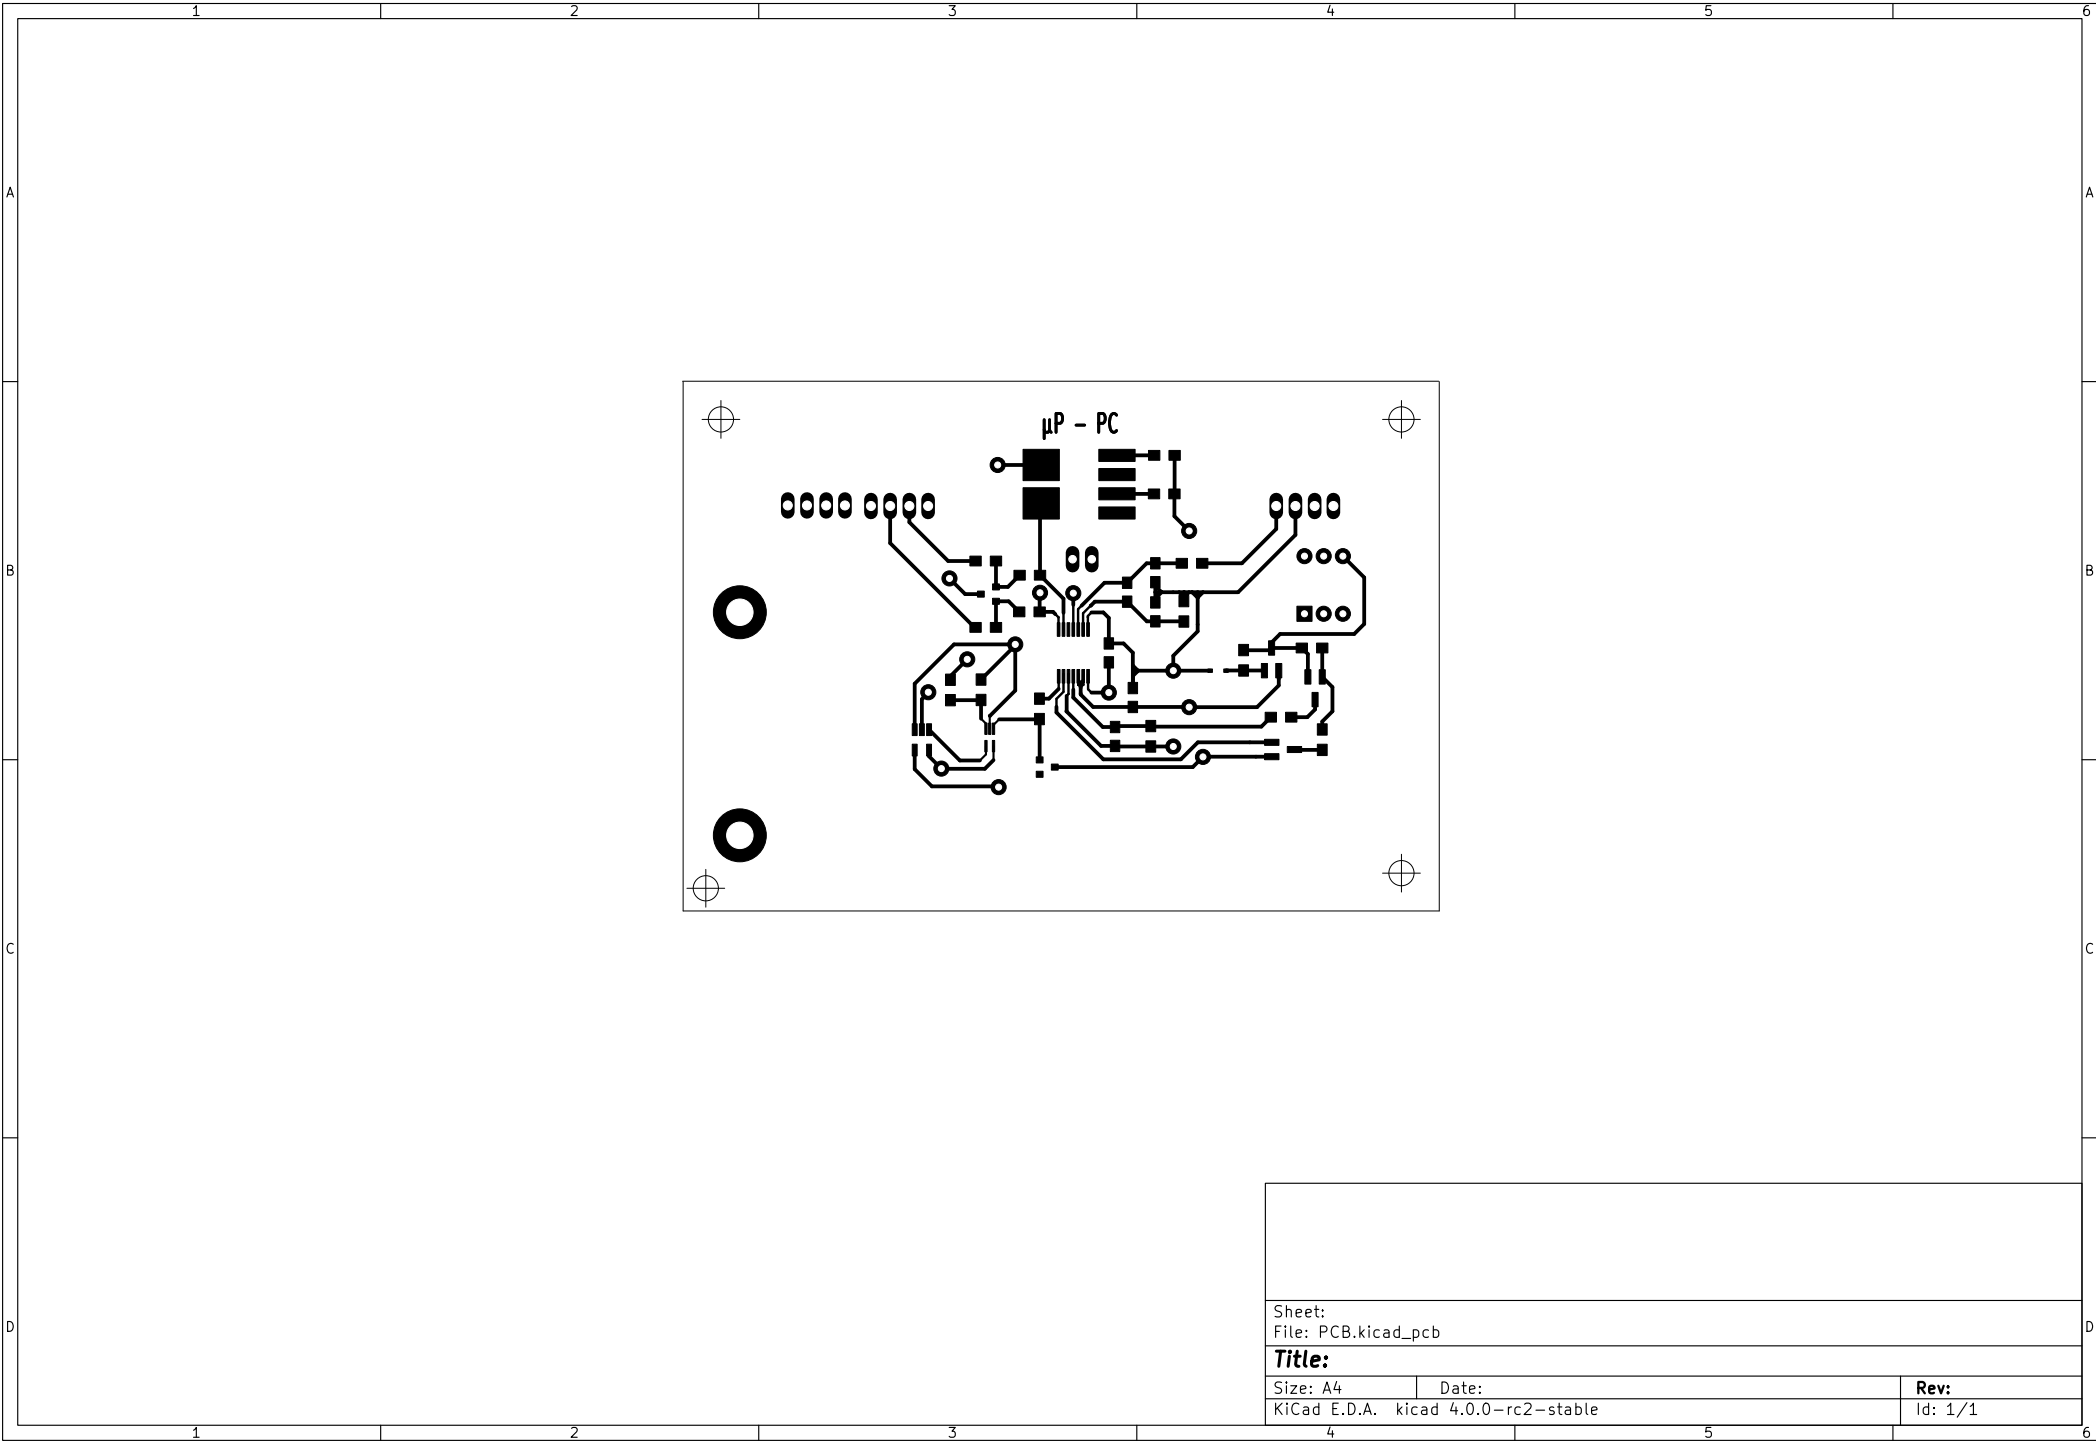 1 2 3 4 5 6
A A
µP - PC
B B
C C
Sheet:
File: PCB.kicad_pcb
D D
Title:
Size: A4 Date: Rev:
KiCad E.D.A. kicad 4.0.0-rc2-stable Id: 1/1
1 2 3 4 5 6